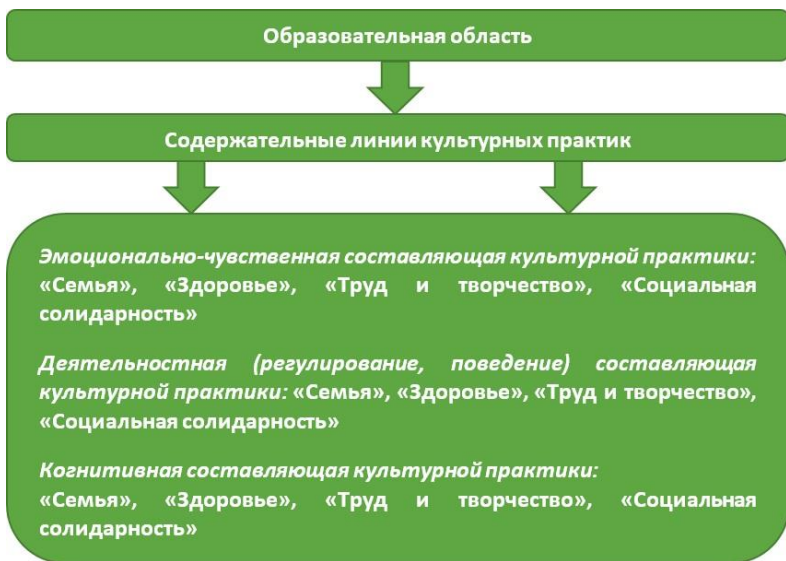 Образовательная область
Содержательные линии культурных практик
Эмоционально-чувственная составляющая культурной практики:
«Семья», «Здоровье», «Труд и творчество», «Социальная
солидарность»
Деятельностная (регулирование, поведение) составляющая
культурной практики: «Семья», «Здоровье», «Труд и творчество»,
«Социальная солидарность»
Когнитивная составляющая культурной практики:
«Семья», «Здоровье», «Труд и творчество», «Социальная
солидарность»